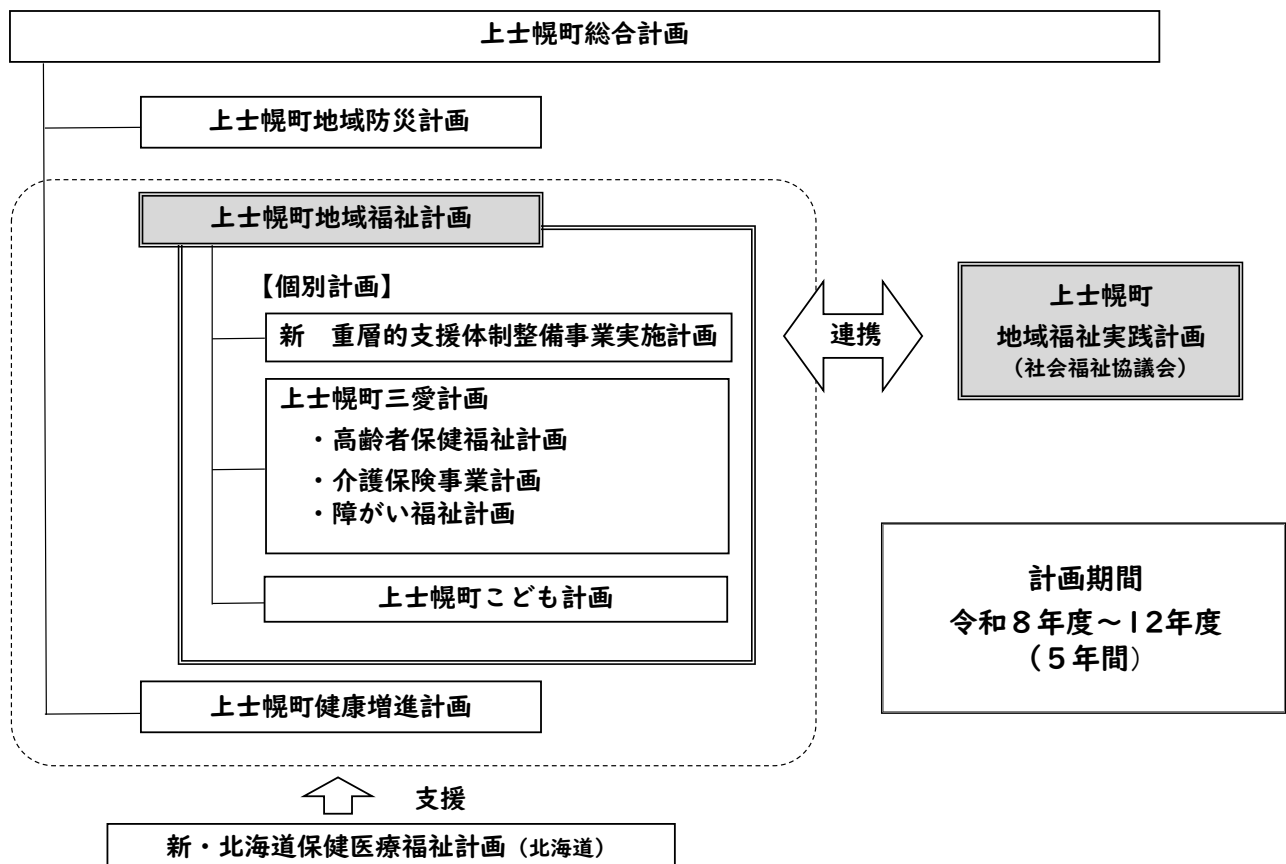 上士幌町総合計画
上士幌町地域防災計画
上士幌町地域福祉計画
【個別計画】
新　重層的支援体制整備事業実施計画
上士幌町三愛計画
・高齢者保健福祉計画
・介護保険事業計画
・障がい福祉計画
上士幌町こども計画
上士幌町健康増進計画
連携
上士幌町
地域福祉実践計画
（社会福祉協議会）
計画期間
令和８年度～12年度
（５年間）
支援
新・北海道保健医療福祉計画（北海道）